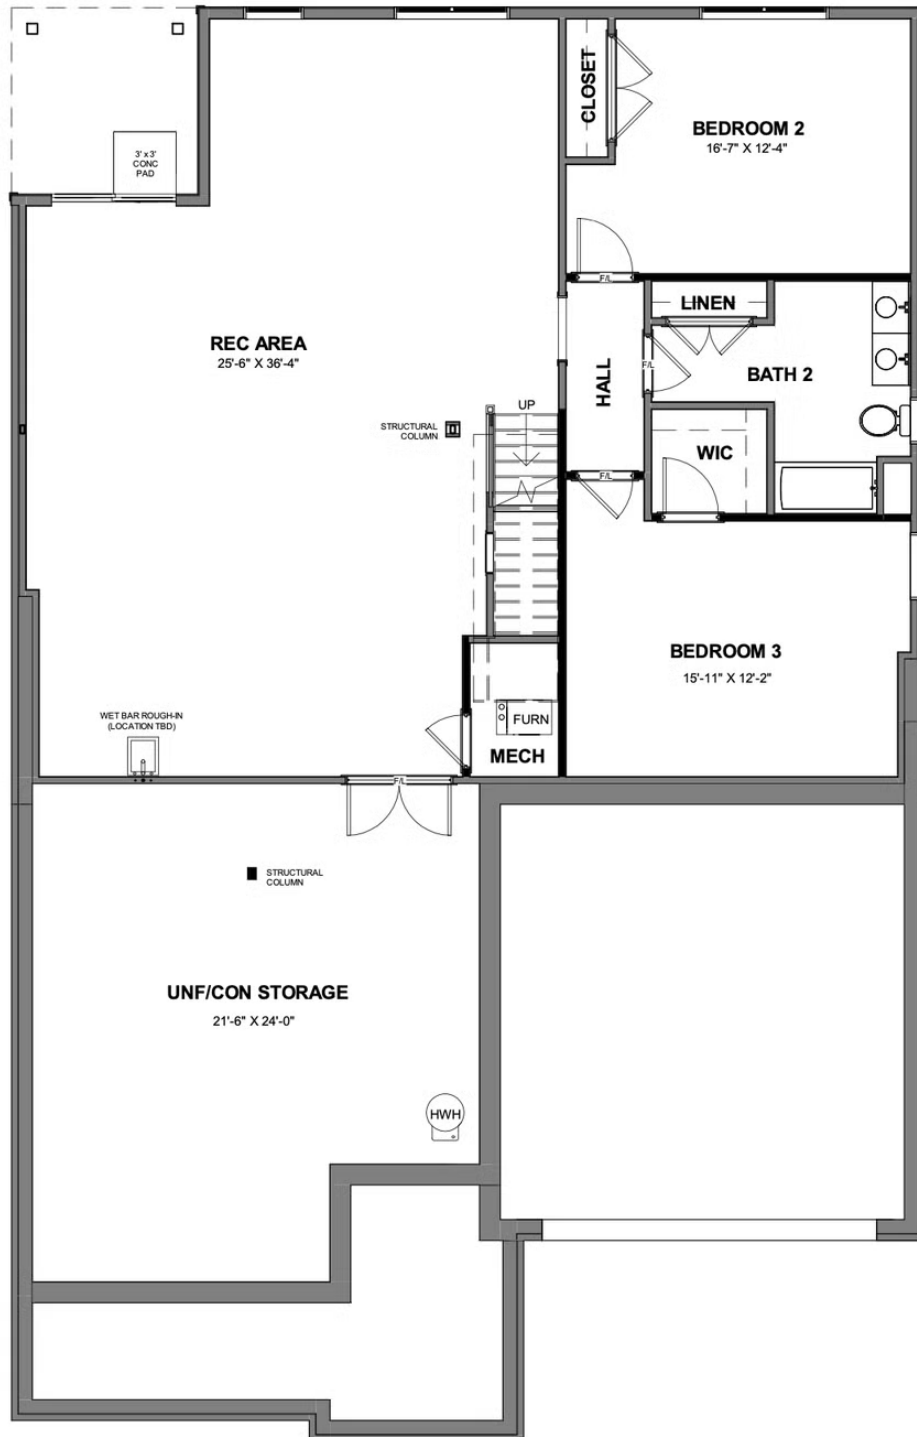 CLOSET
BEDROOM 2
16'-7" X 12'-4"
3' x 3'
CONC
PAD
F/L
LINEN
REC AREA
25'-6" X 36'-4"
HALL
F/L
BATH 2
UP
STRUCTURAL
COLUMN
WIC
F/L
BEDROOM 3
15'-11" X 12'-2"
WET BAR ROUGH-IN
(LOCATION TBD)
FURN
MECH
F/L
STRUCTURAL
COLUMN
UNF/CON STORAGE
21'-6" X 24'-0"
HWH